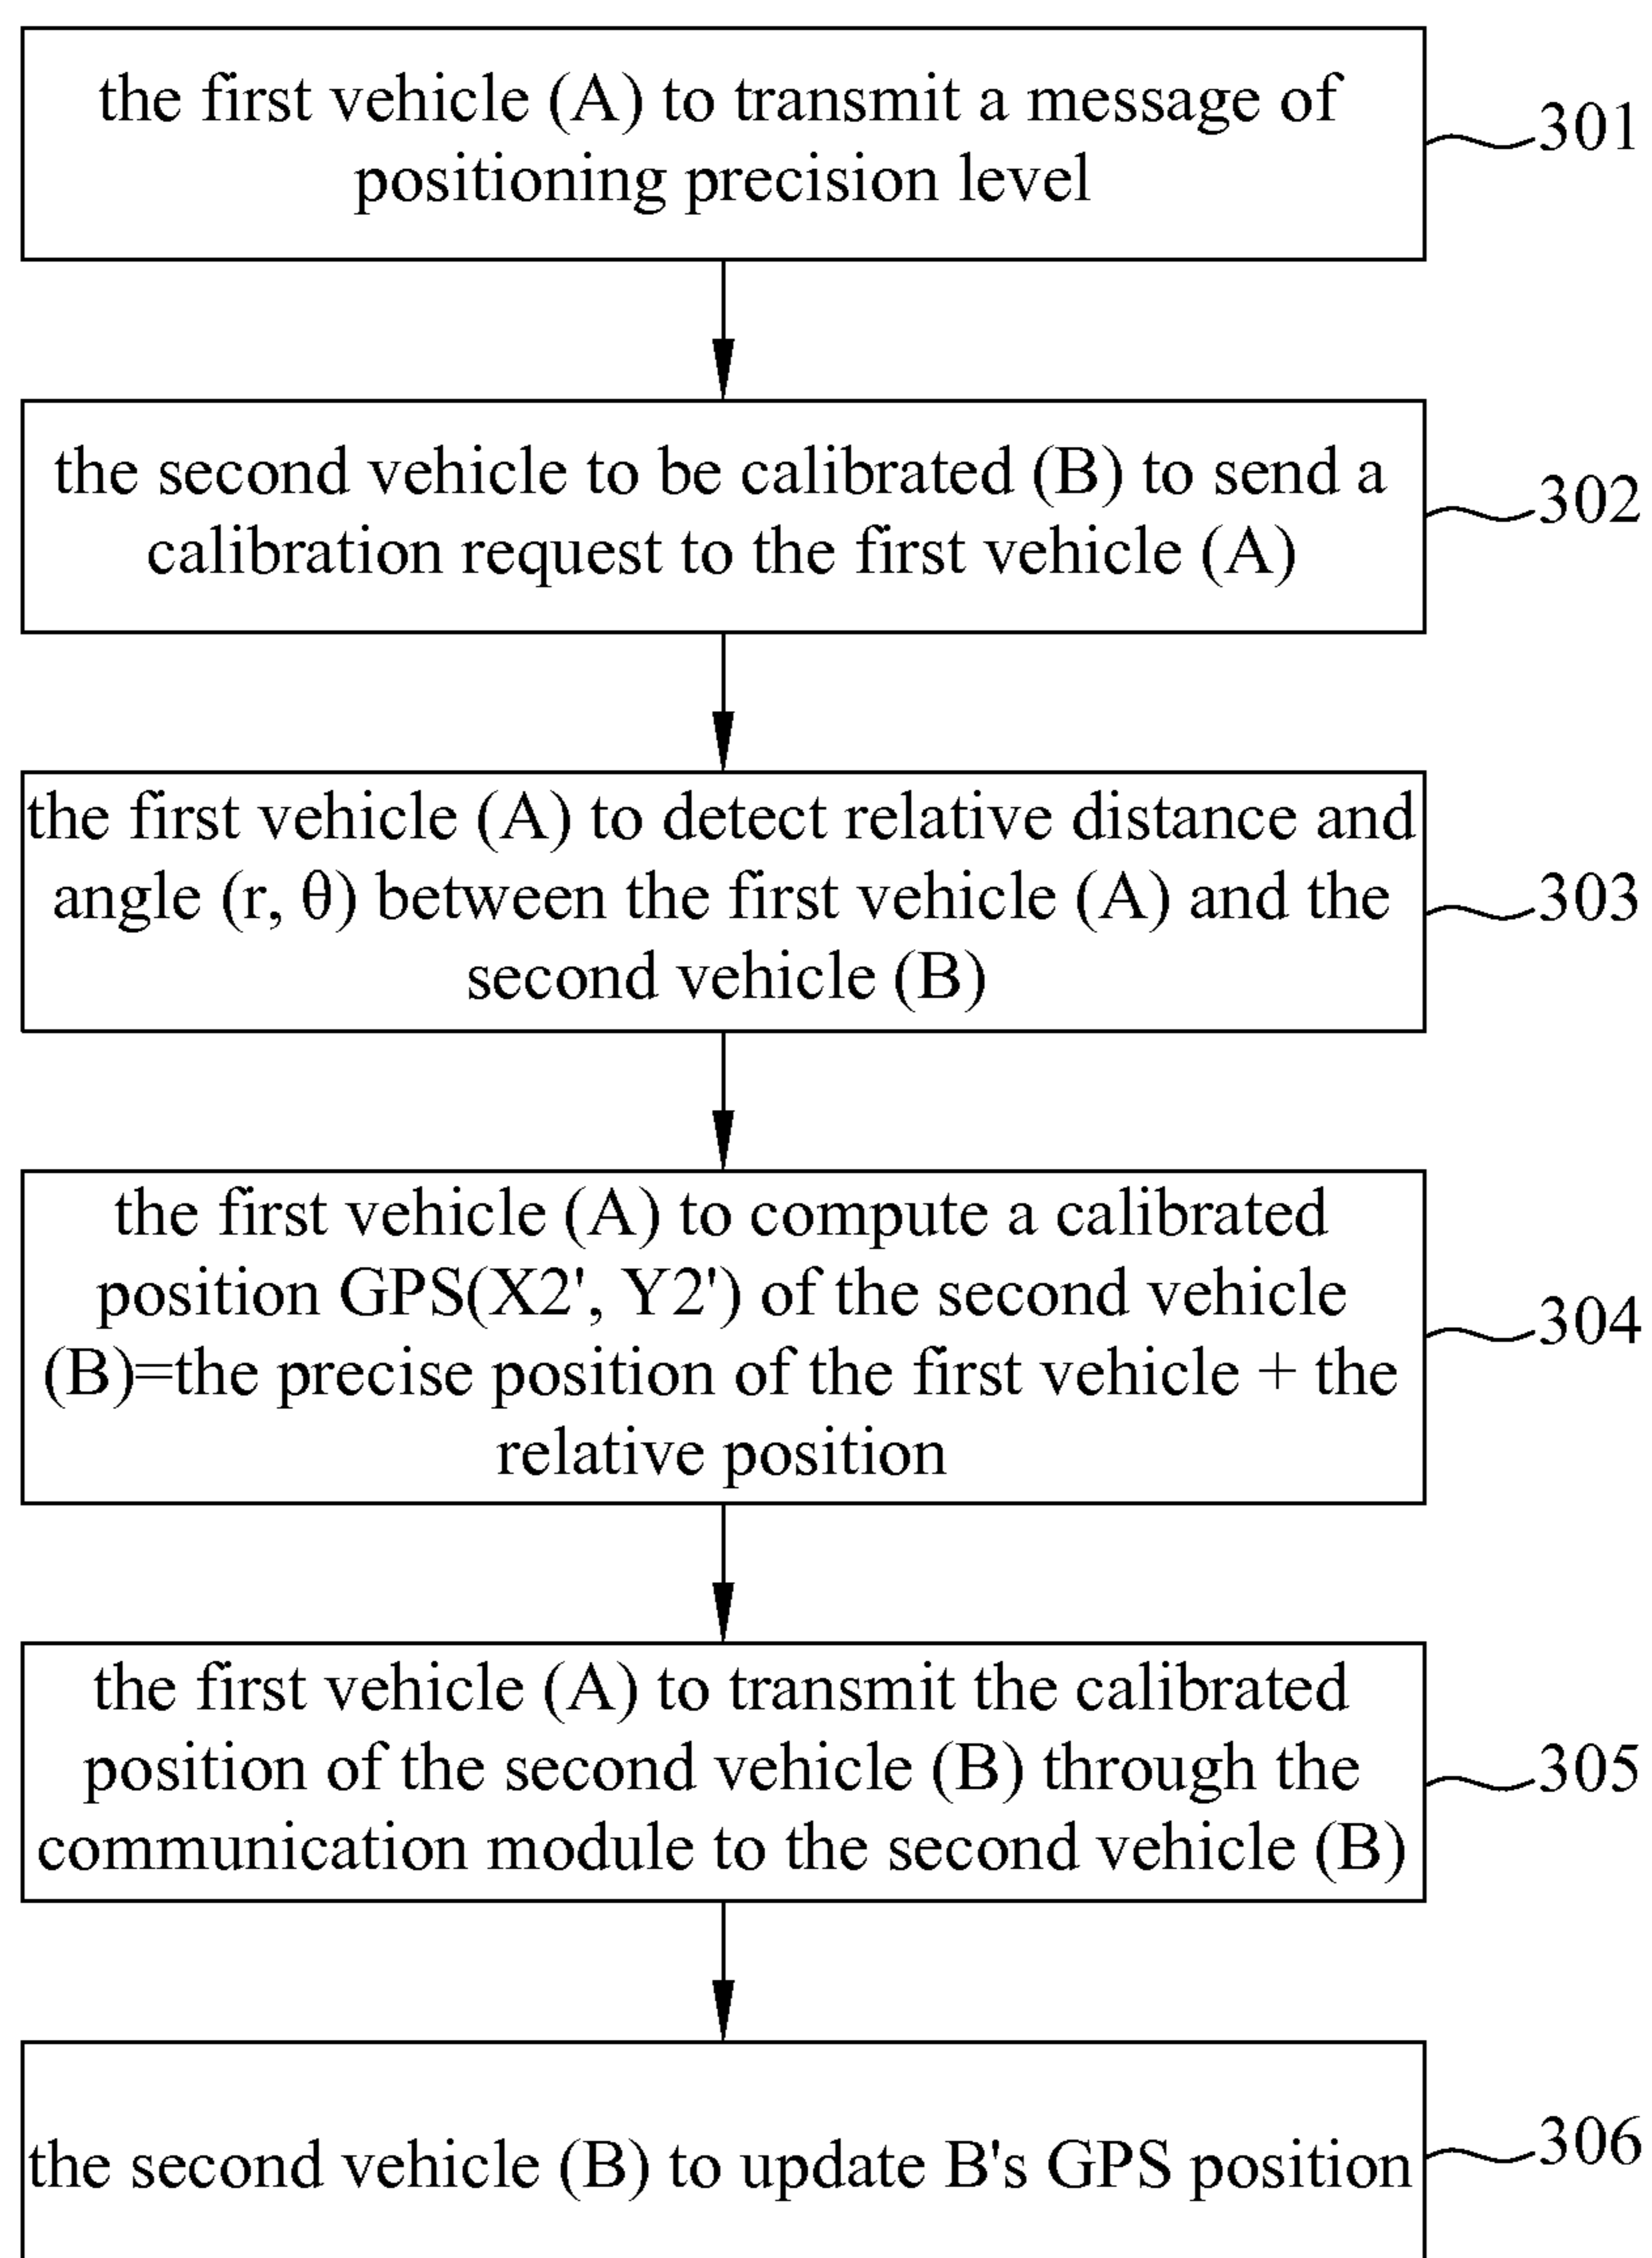 the first vehicle (A) to transmit a message of
positioning precision level
301
the second vehicle to be calibrated (B) to send a
calibration request to the first vehicle (A)
302
the first vehicle (A) to detect relative distance and
angle (r, θ) between the first vehicle (A) and the
second vehicle (B)
303
the first vehicle (A) to compute a calibrated
position GPS(X2', Y2') of the second vehicle
(B)=the precise position of the first vehicle + the
relative position
304
the first vehicle (A) to transmit the calibrated
position of the second vehicle (B) through the
communication module to the second vehicle (B)
305
the second vehicle (B) to update B's GPS position
306